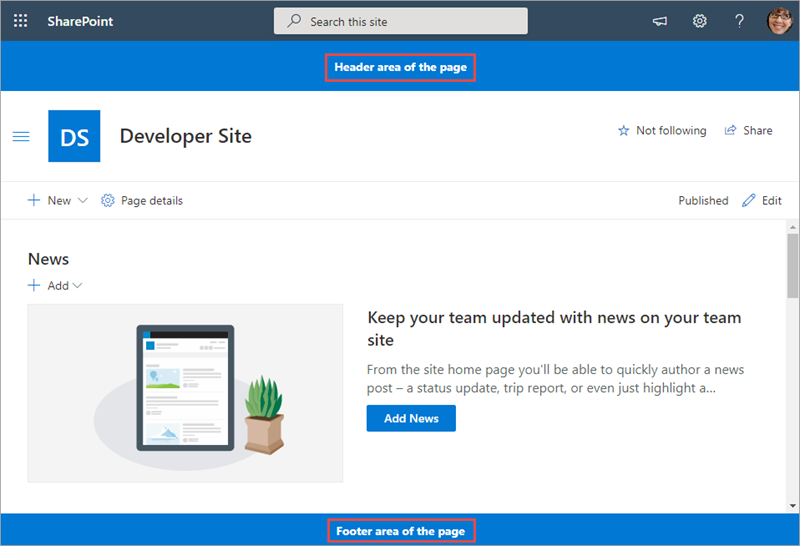 SharePoint
Search this site
Header area of the page
DS
Developer Site
Not following
Share
New
Page details
Published
Edit
News
Add
Keep your team updated with news on your team
site
From the site home page you'll be able to quickly author a news
post – a status update, trip report, or even just highlight a...
Add News
Footer area of the page